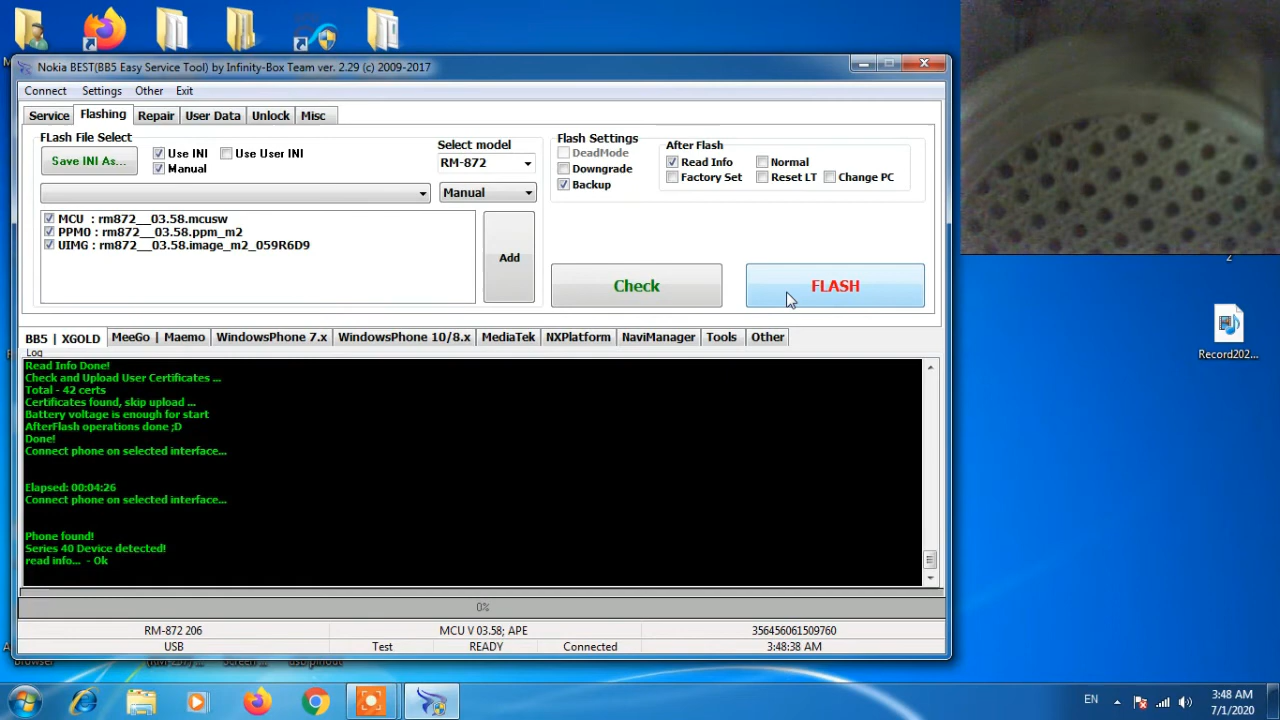 Nokia BEST(BB5 Easy Service Tool) by Infinity-Box Team ver. 2.29 (c) 2009-2017
Connect Settings Other Exit
Service Flashing Repair User Data Unlock Misc
FLash File Select
Save INI As...
Use INI Use User INI
Manual
Select model
RM-872
Manual
MCU : rm872__03.58.mcusw
PPM0 : rm872__03.58.ppm_m2
UIMG : rm872__03.58.image_m2_059R6D9
Add
Flash Settings
DeadMode
Downgrade
Backup
After Flash
Read Info Normal
Factory Set Reset LT Change PC
Check FLASH
BB5 | XGOLD MeeGo | Maemo WindowsPhone 7.x WindowsPhone 10/8.x MediaTek NXPlatform NaviManager Tools Other
Log
Read Info Done!
Check and Upload User Certificates ...
Total - 42 certs
Certificates found, skip upload ...
Battery voltage is enough for start
AfterFlash operations done ;D
Done!
Connect phone on selected interface...
Elapsed: 00:04:26
Connect phone on selected interface...
Phone found!
Series 40 Device detected!
read info... - Ok
0%
RM-872 206 MCU V 03.58; APE 356456061509760
USB Test READY Connected 3:48:38 AM
2
Record202...
EN 3:48 AM
7/1/2020